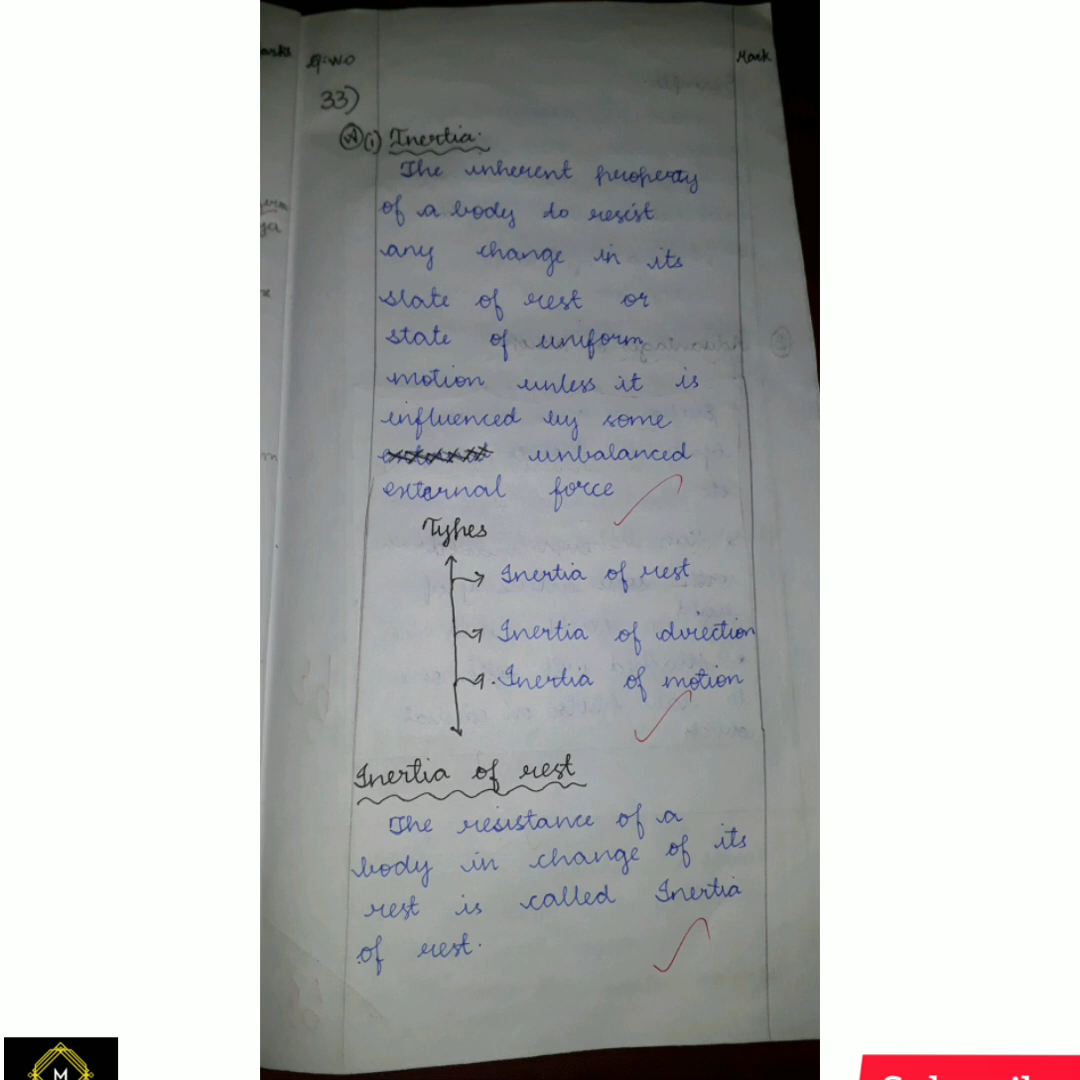 Q.No
Mark
33)
A (i) Inertia.
The inherent property
of a body to resist
any change in its
state of rest or
state of uniform
motion unless it is
influenced by some
unbalanced
external force
Types
Inertia of rest
Inertia of direction
Inertia of motion
Inertia of rest
The resistance of a
body in change of its
rest is called Inertia
of rest.
M